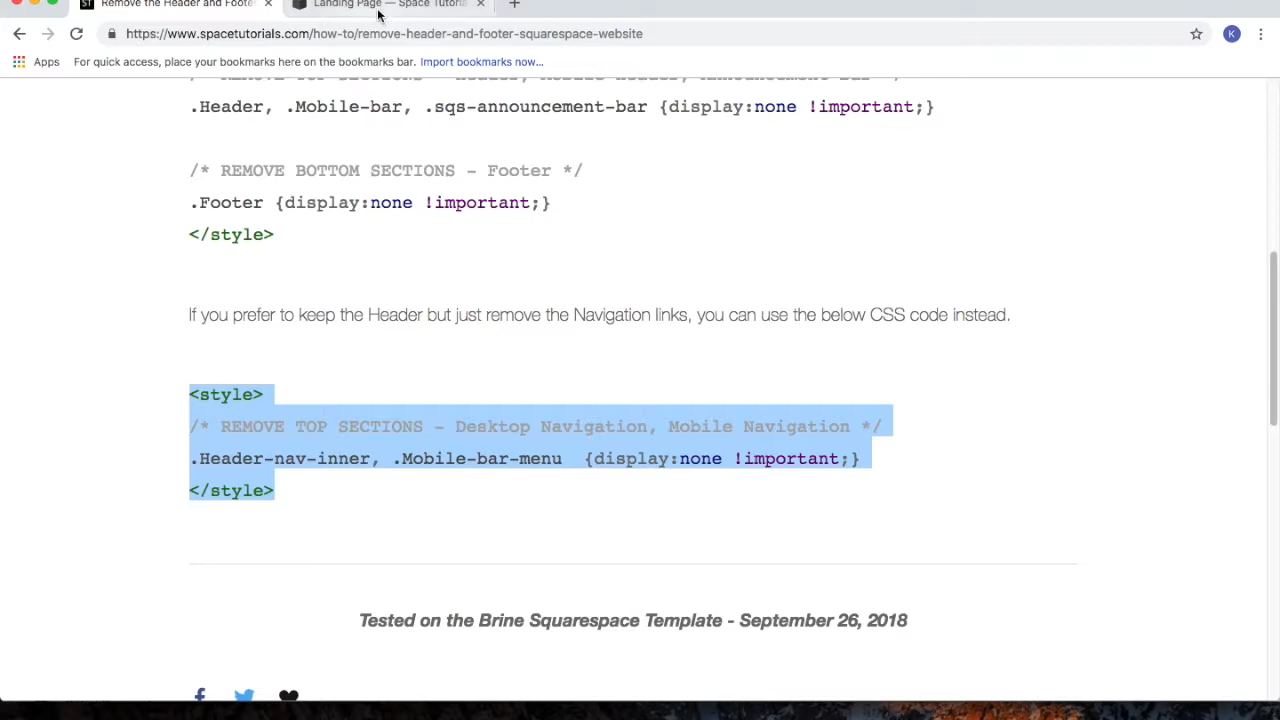 Remove the Header and Footer
Landing Page — Space Tutoria
https://www.spacetutorials.com/how-to/remove-header-and-footer-squarespace-website
K
Apps
For quick access, place your bookmarks here on the bookmarks bar. Import bookmarks now...
.Header, .Mobile-bar, .sqs-announcement-bar {display:none !important;}
/* REMOVE BOTTOM SECTIONS - Footer */
.Footer {display:none !important;}
</style>
If you prefer to keep the Header but just remove the Navigation links, you can use the below CSS code instead.
<style>
/* REMOVE TOP SECTIONS - Desktop Navigation, Mobile Navigation */
.Header-nav-inner, .Mobile-bar-menu {display:none !important;}
</style>
Tested on the Brine Squarespace Template - September 26, 2018